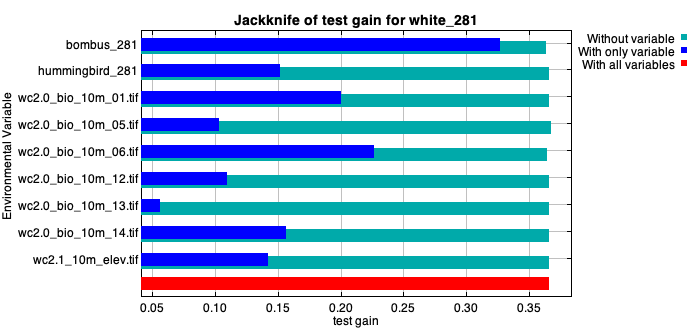 Jackknife of test gain for white_281
Without variable
With only variable
With all variables
Environmental Variable
bombus_281
hummingbird_281
wc2.0_bio_10m_01.tif
wc2.0_bio_10m_05.tif
wc2.0_bio_10m_06.tif
wc2.0_bio_10m_12.tif
wc2.0_bio_10m_13.tif
wc2.0_bio_10m_14.tif
wc2.1_10m_elev.tif
0.05 0.10 0.15 0.20 0.25 0.30 0.35
test gain